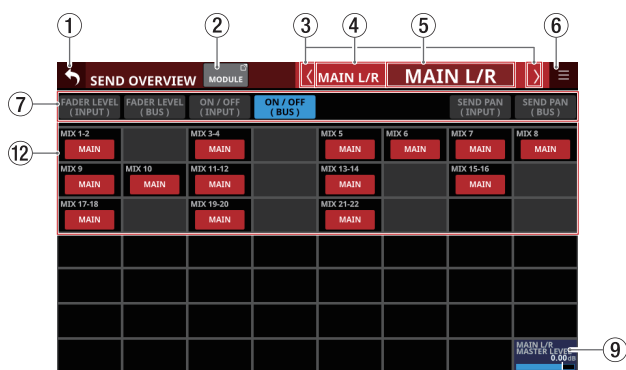 1 2 3 4 5 6
SEND OVERVIEW MODULE MAIN L/R MAIN L/R
7
FADER LEVEL (INPUT)
FADER LEVEL (BUS)
ON / OFF (INPUT)
ON / OFF (BUS)
SEND PAN (INPUT)
SEND PAN (BUS)
12
MIX 1-2 MIX 3-4 MIX 5 MIX 6 MIX 7 MIX 8
MAIN MAIN MAIN MAIN MAIN MAIN
MIX 9 MIX 10 MIX 11-12 MIX 13-14 MIX 15-16
MAIN MAIN MAIN MAIN MAIN
MIX 17-18 MIX 19-20 MIX 21-22
MAIN MAIN MAIN
MAIN L/R
MASTER LEVEL
0.00dB
9